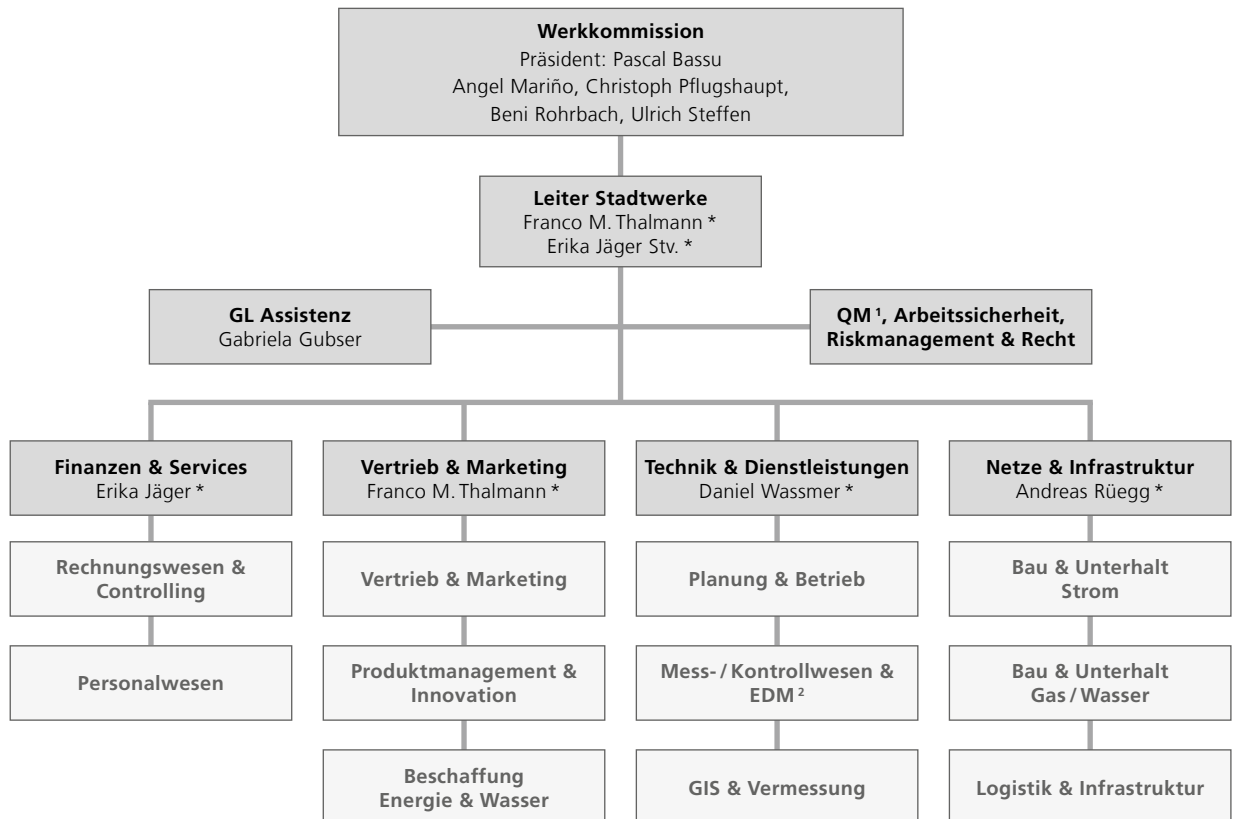 Werkkommission
Präsident: Pascal Bassu
Angel Mariño, Christoph Pflugshaupt,
Beni Rohrbach, Ulrich Steffen
Leiter Stadtwerke
Franco M. Thalmann *
Erika Jäger Stv. *
GL Assistenz
Gabriela Gubser
QM ¹, Arbeitssicherheit,
Riskmanagement & Recht
Finanzen & Services
Erika Jäger *
Vertrieb & Marketing
Franco M. Thalmann *
Technik & Dienstleistungen
Daniel Wassmer *
Netze & Infrastruktur
Andreas Rüegg *
Rechnungswesen &
Controlling
Vertrieb & Marketing
Planung & Betrieb
Bau & Unterhalt
Strom
Personalwesen
Produktmanagement &
Innovation
Mess- / Kontrollwesen &
EDM ²
Bau & Unterhalt
Gas / Wasser
Beschaffung
Energie & Wasser
GIS & Vermessung
Logistik & Infrastruktur